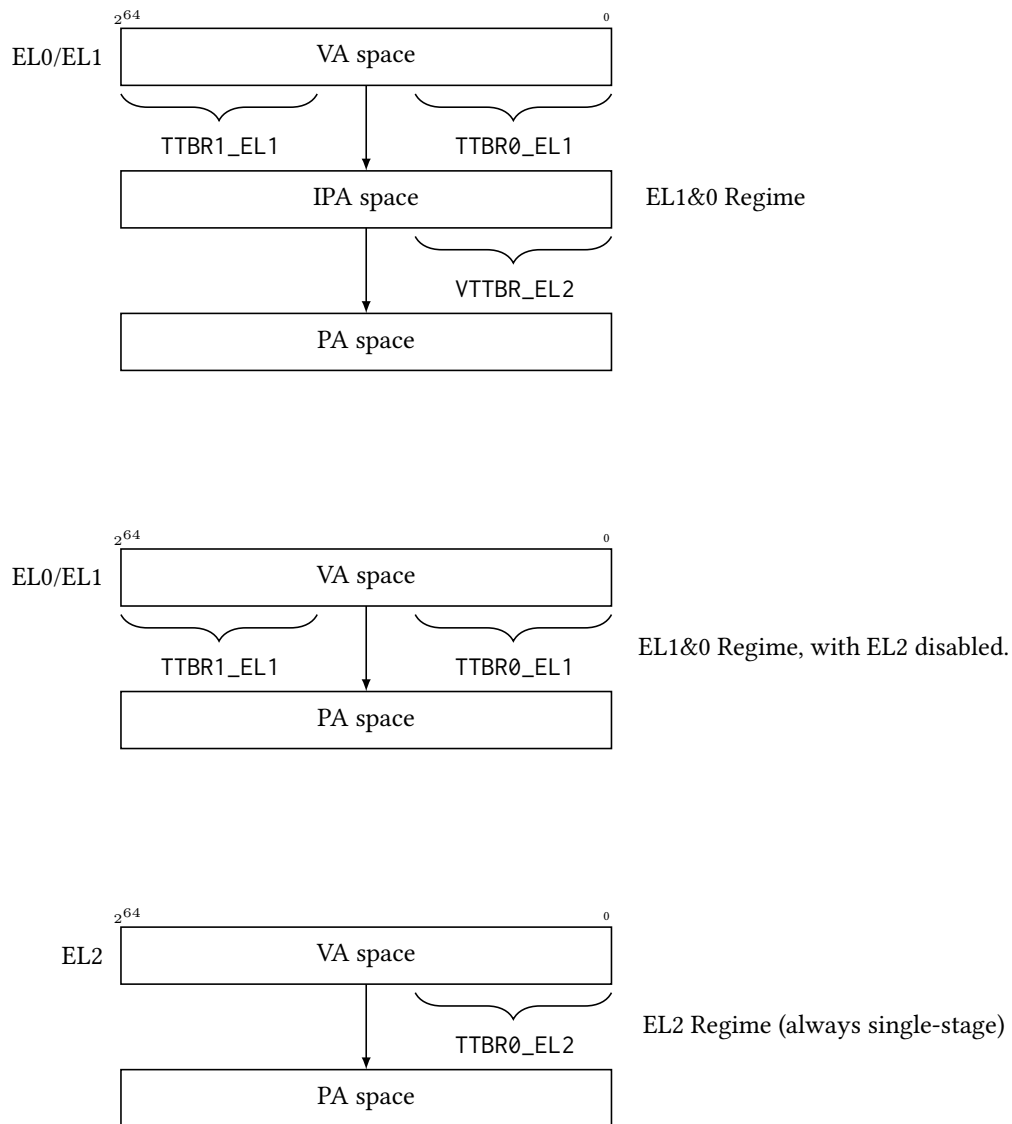 2^64 0
EL0/EL1 VA space
TTBR1_EL1 TTBR0_EL1
IPA space EL1&0 Regime
VTTBR_EL2
PA space
2^64 0
EL0/EL1 VA space
EL1&0 Regime, with EL2 disabled.
TTBR1_EL1 TTBR0_EL1
PA space
2^64 0
EL2 VA space
EL2 Regime (always single-stage)
TTBR0_EL2
PA space